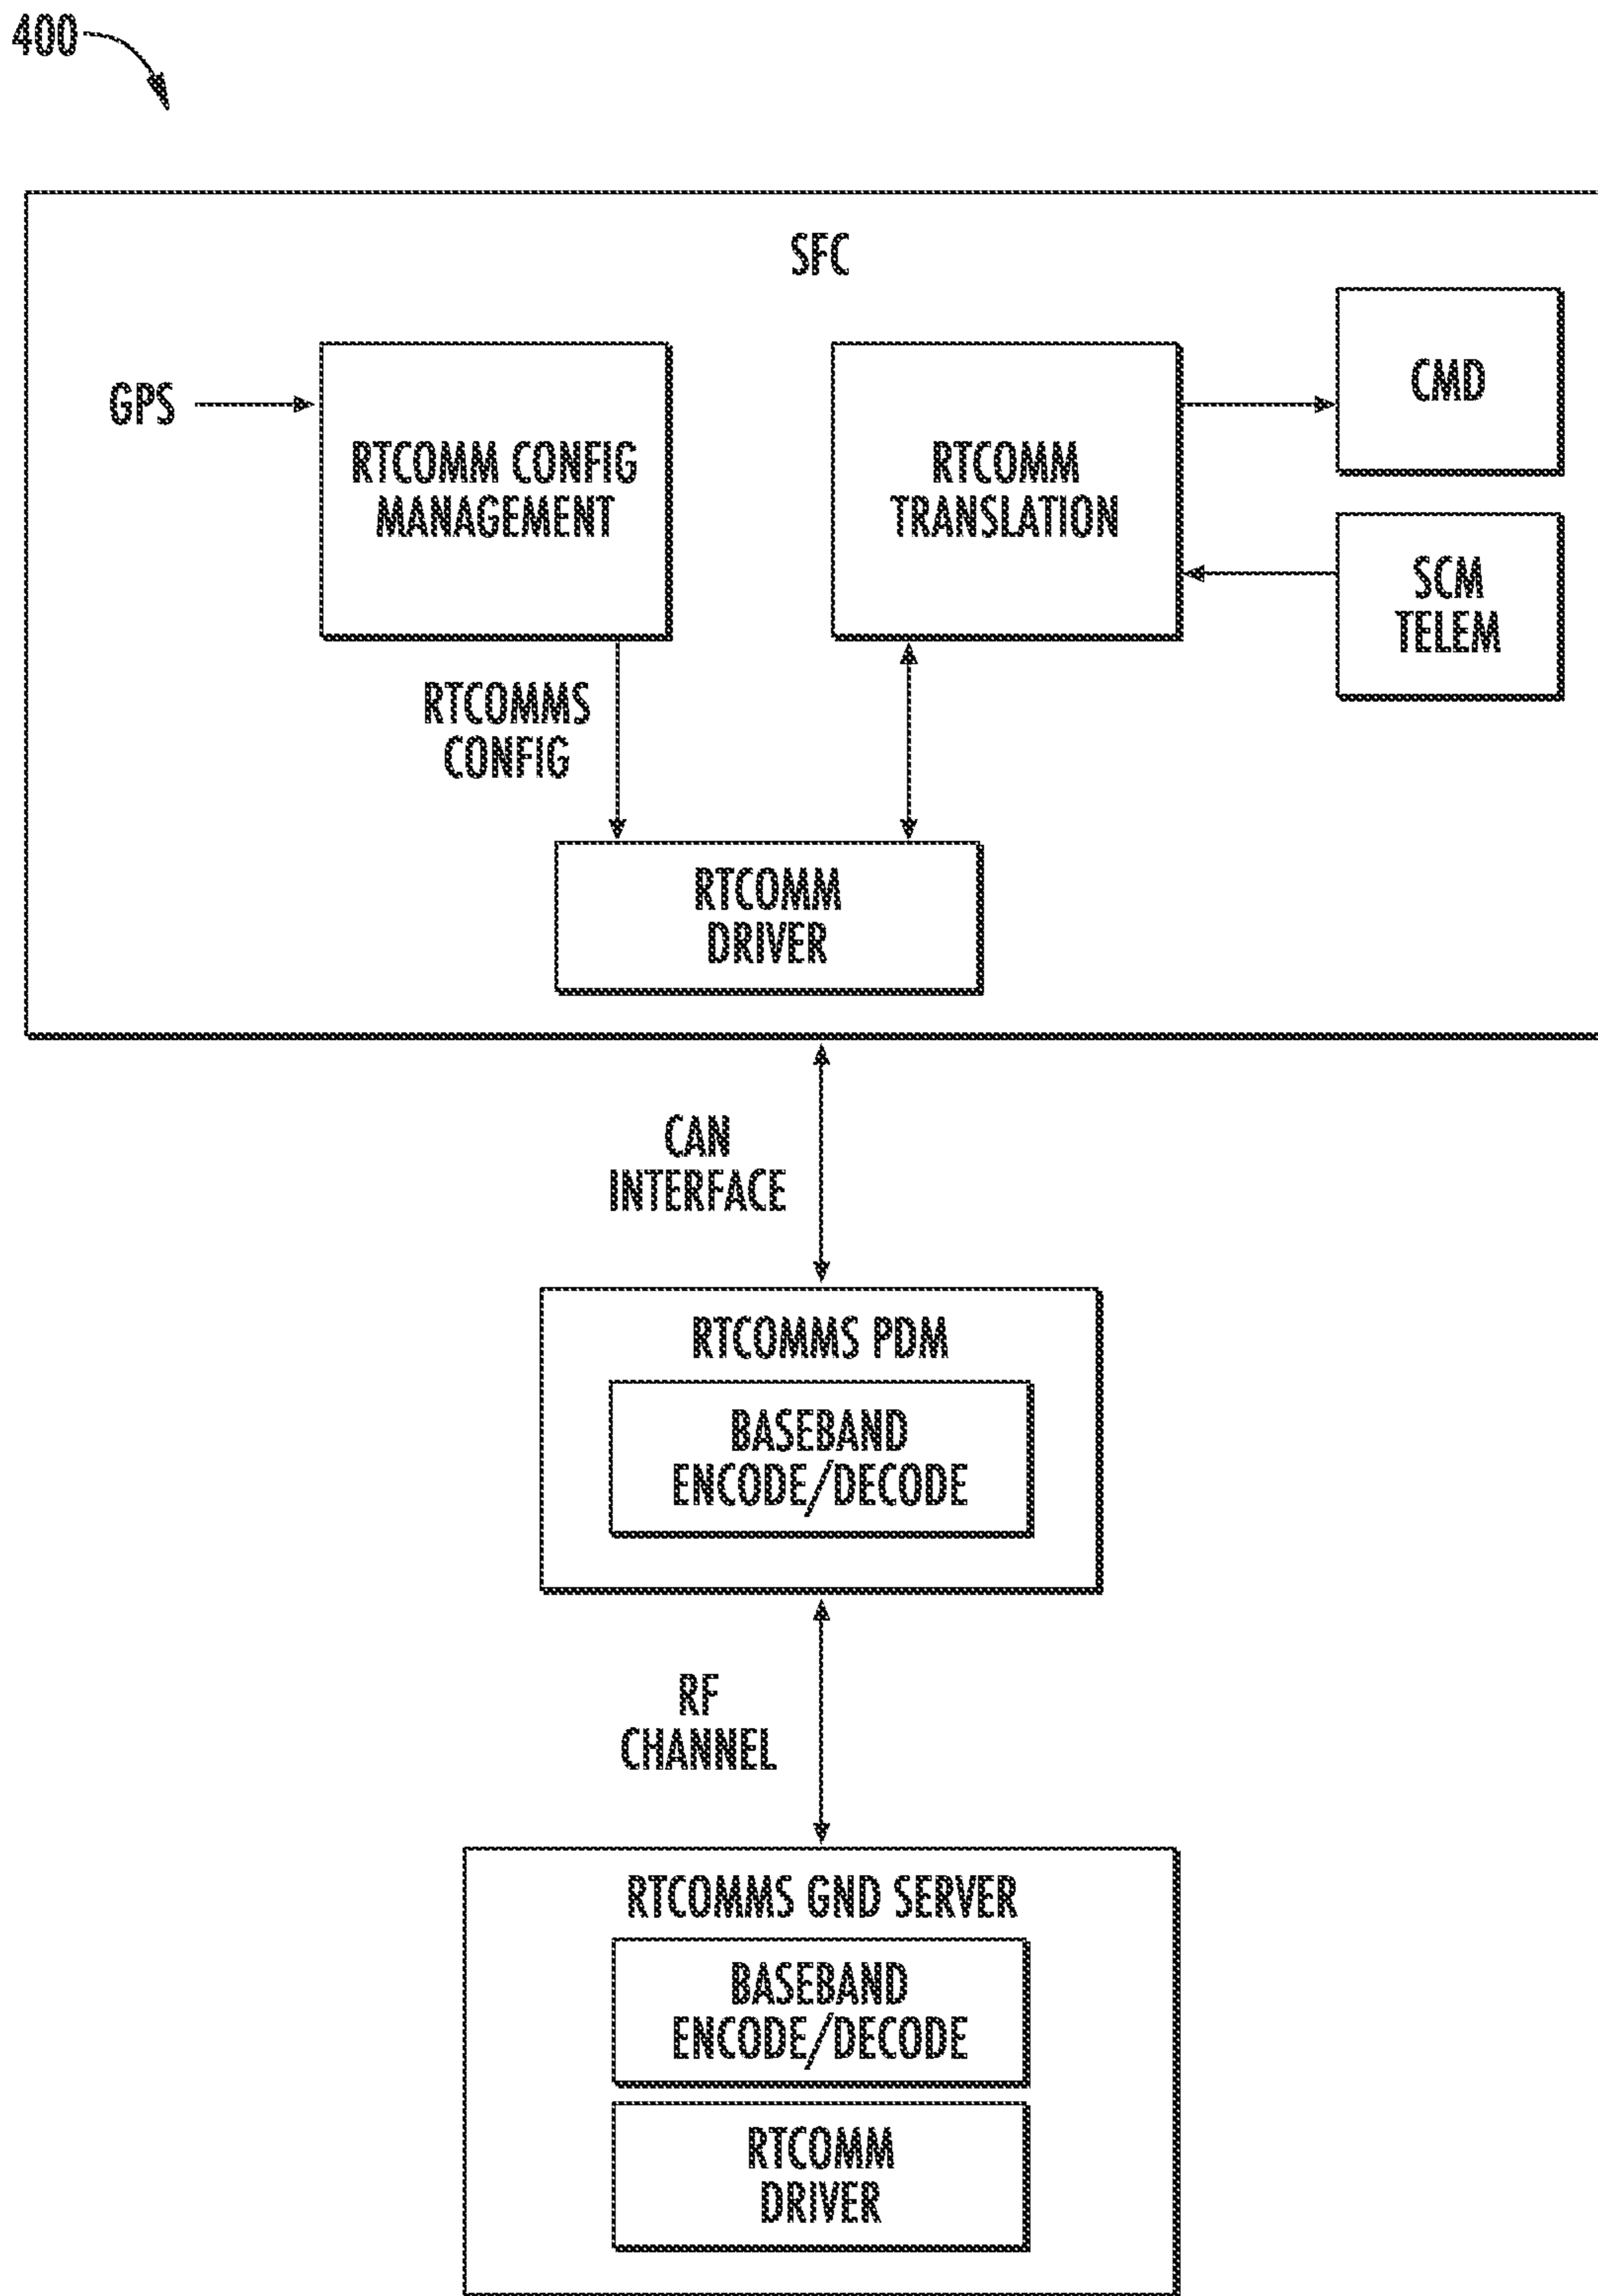 400
SFC
GPS
RTCOMM CONFIG
MANAGEMENT
RTCOMM
TRANSLATION
CMD
SCM
TELEM
RTCOMMS
CONFIG
RTCOMM
DRIVER
CAN
INTERFACE
RTCOMMS PDM
BASEBAND
ENCODE/DECODE
RF
CHANNEL
RTCOMMS GND SERVER
BASEBAND
ENCODE/DECODE
RTCOMM
DRIVER